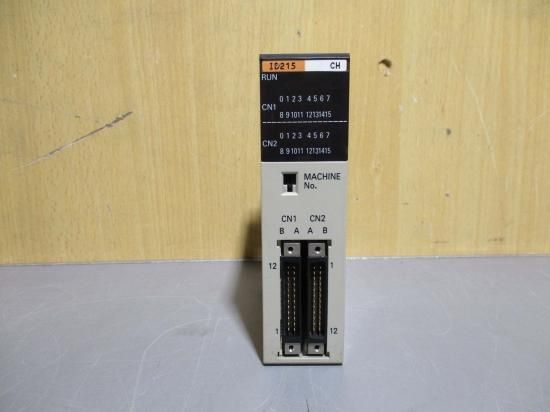 ID215 CH
RUN
0 1 2 3 4 5 6 7
CN1
8 9 10 11 12 13 14 15
0 1 2 3 4 5 6 7
CN2
8 9 10 11 12 13 14 15
MACHINE
No.
CN1 CN2
B A A B
12 1
1 12